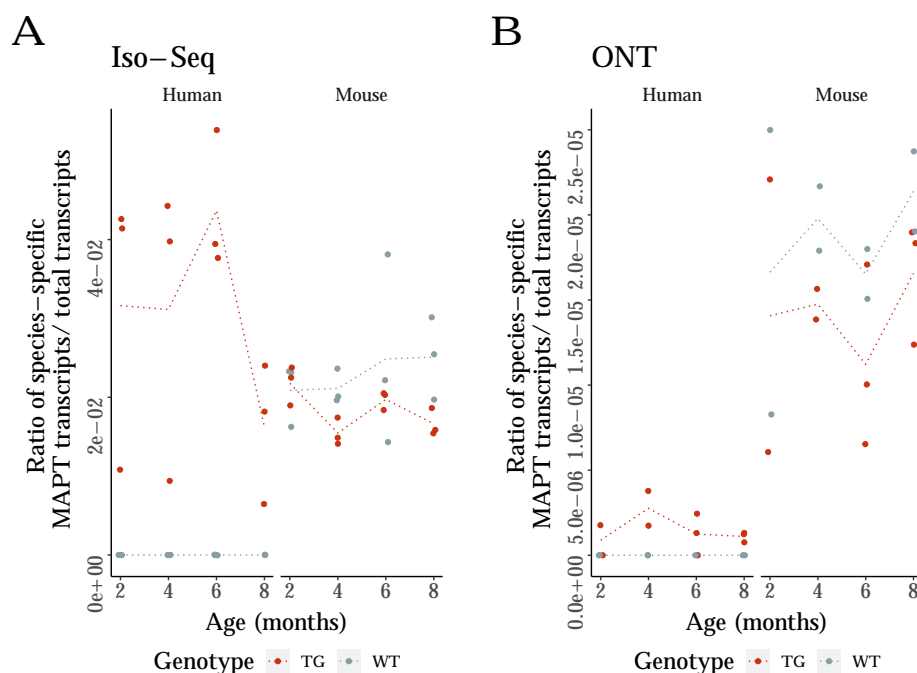 A
Iso−Seq
Human Mouse
Ratio of species−specific
MAPT transcripts/ total transcripts
4e−02
2e−02
0e+00
2 4 6 8 2 4 6 8
Age (months)
Genotype TG WT
B
ONT
Human Mouse
Ratio of species−specific
MAPT transcripts/ total transcripts
2.5e−05
2.0e−05
1.5e−05
1.0e−05
5.0e−06
0.0e+00
2 4 6 8 2 4 6 8
Age (months)
Genotype TG WT